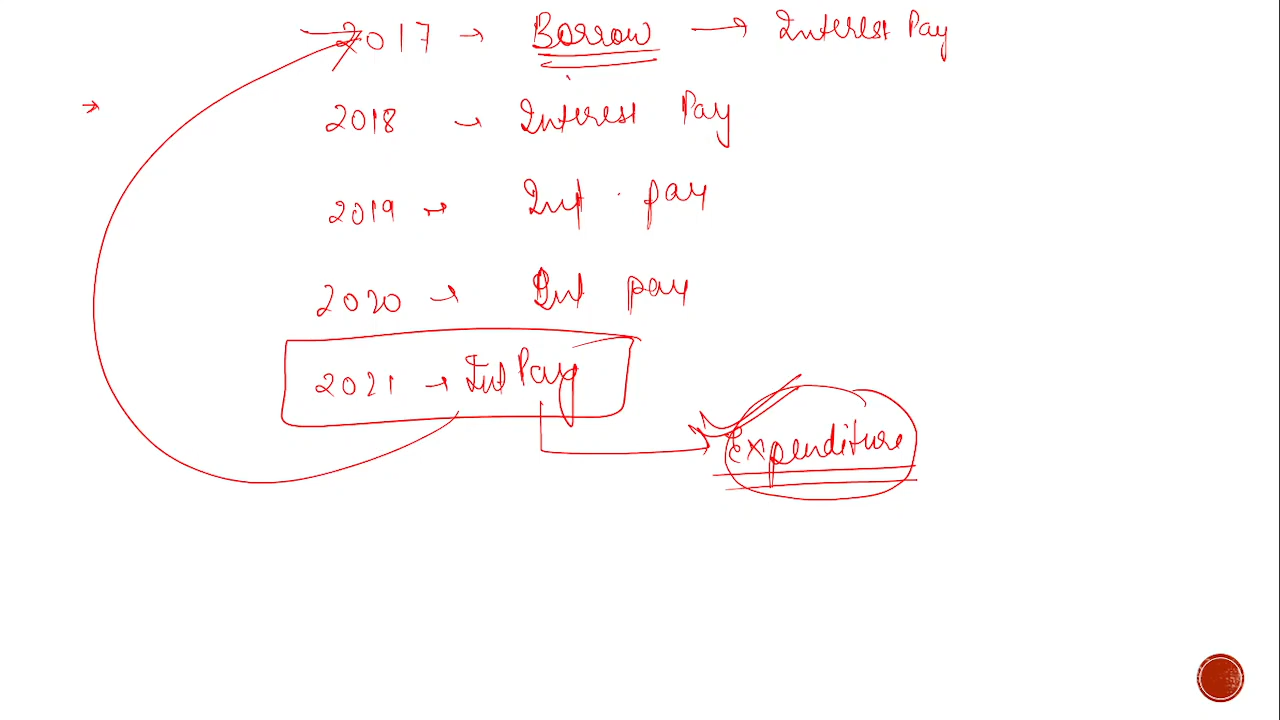 2017 → Borrow → Interest Pay
2018 → Interest Pay
2019 → Int. pay
2020 → Int pay
2021 → Int Pay
Expenditure